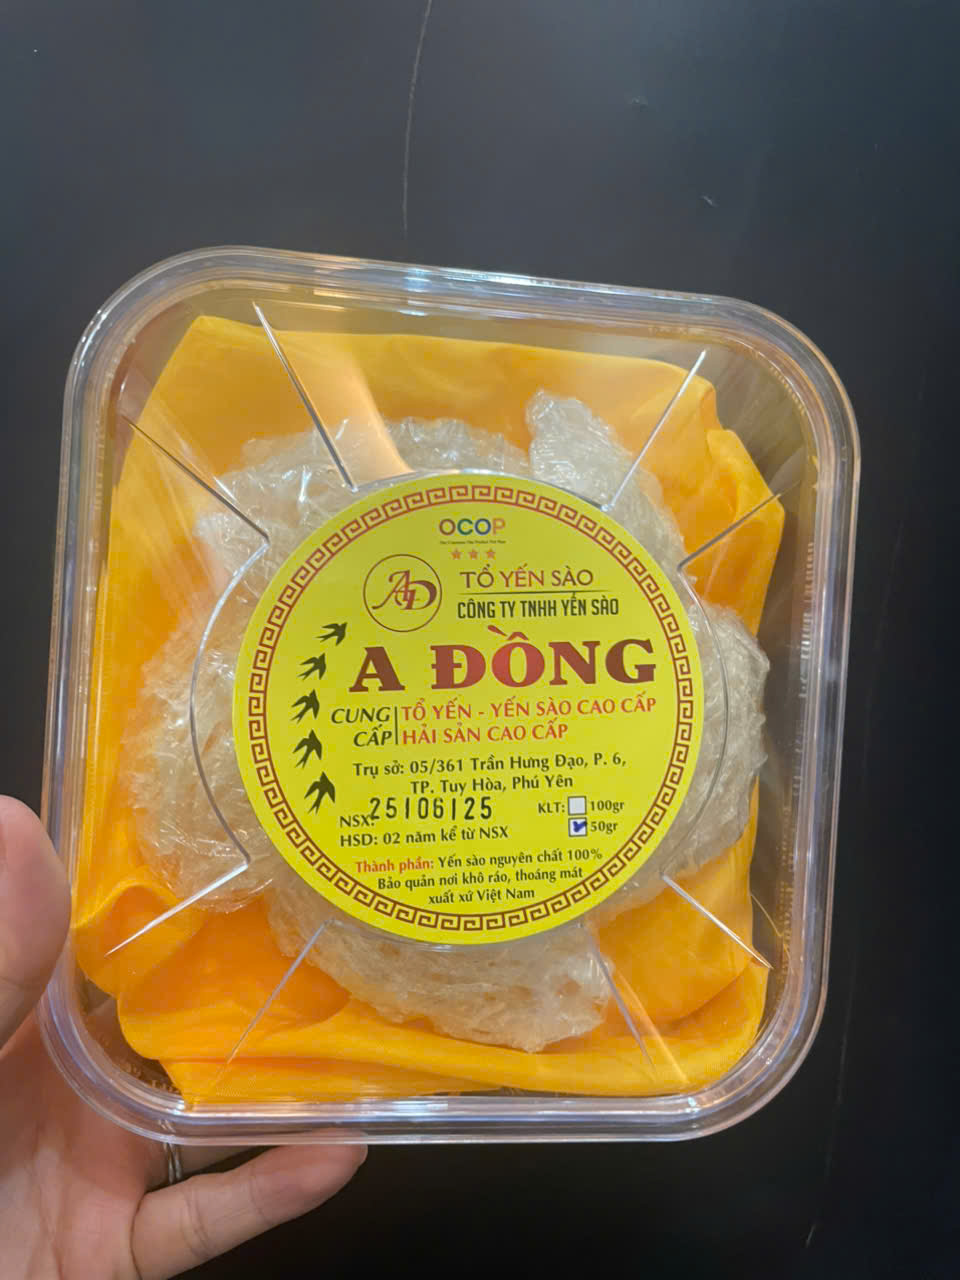 OCOP
TỔ YẾN SÀO
CÔNG TY TNHH YẾN SÀO
A ĐỒNG
CUNG CẤP
TỔ YẾN - YẾN SÀO CAO CẤP
HẢI SẢN CAO CẤP
Trụ sở: 05/361 Trần Hưng Đạo, P. 6,
TP. Tuy Hòa, Phú Yên
NSX: 25/06/25
KLT: 100gr
50gr
HSD: 02 năm kể từ NSX
Thành phần: Yến sào nguyên chất 100%
Bảo quản nơi khô ráo, thoáng mát
xuất xứ Việt Nam